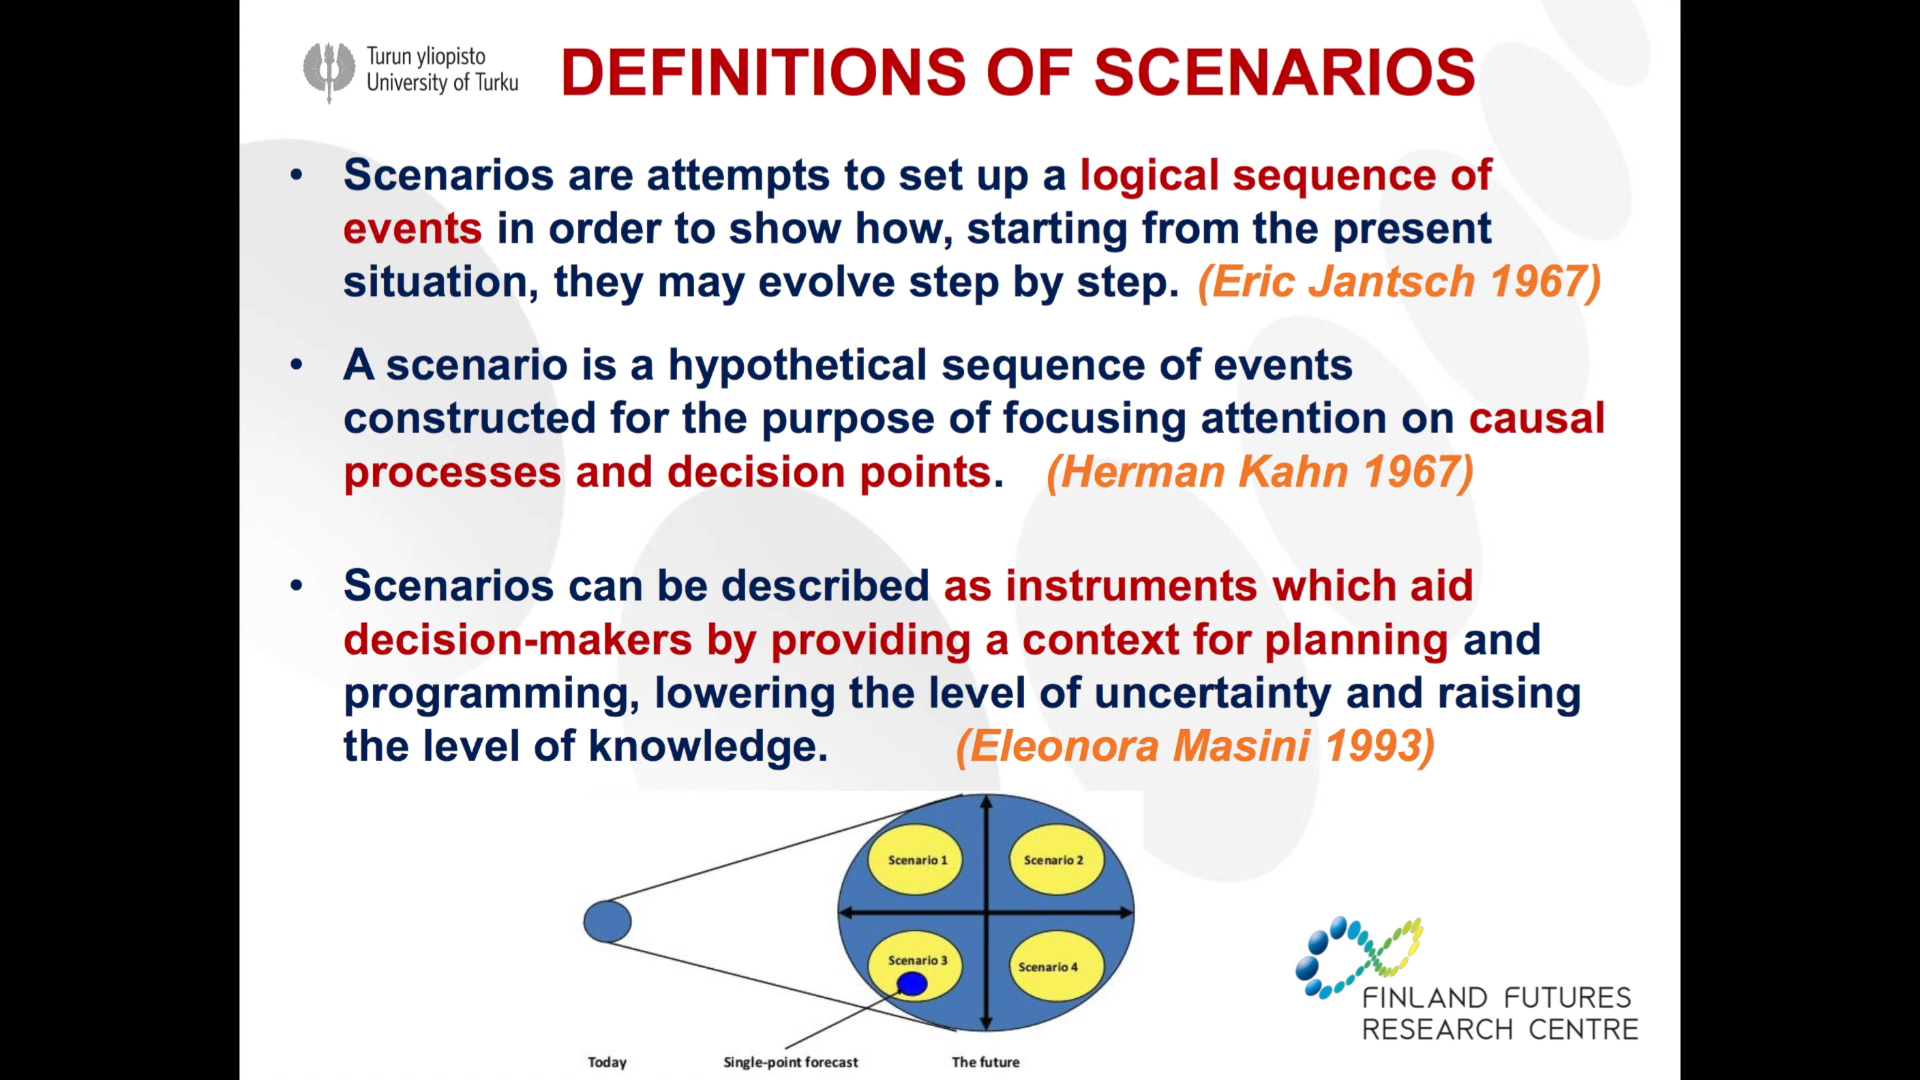 Turun yliopisto
University of Turku
DEFINITIONS OF SCENARIOS
• Scenarios are attempts to set up a logical sequence of
events in order to show how, starting from the present
situation, they may evolve step by step. (Eric Jantsch 1967)
• A scenario is a hypothetical sequence of events
constructed for the purpose of focusing attention on causal
processes and decision points. (Herman Kahn 1967)
• Scenarios can be described as instruments which aid
decision-makers by providing a context for planning and
programming, lowering the level of uncertainty and raising
the level of knowledge. (Eleonora Masini 1993)
Scenario 1
Scenario 2
Scenario 3
Scenario 4
Today
Single-point forecast
The future
FINLAND FUTURES
RESEARCH CENTRE